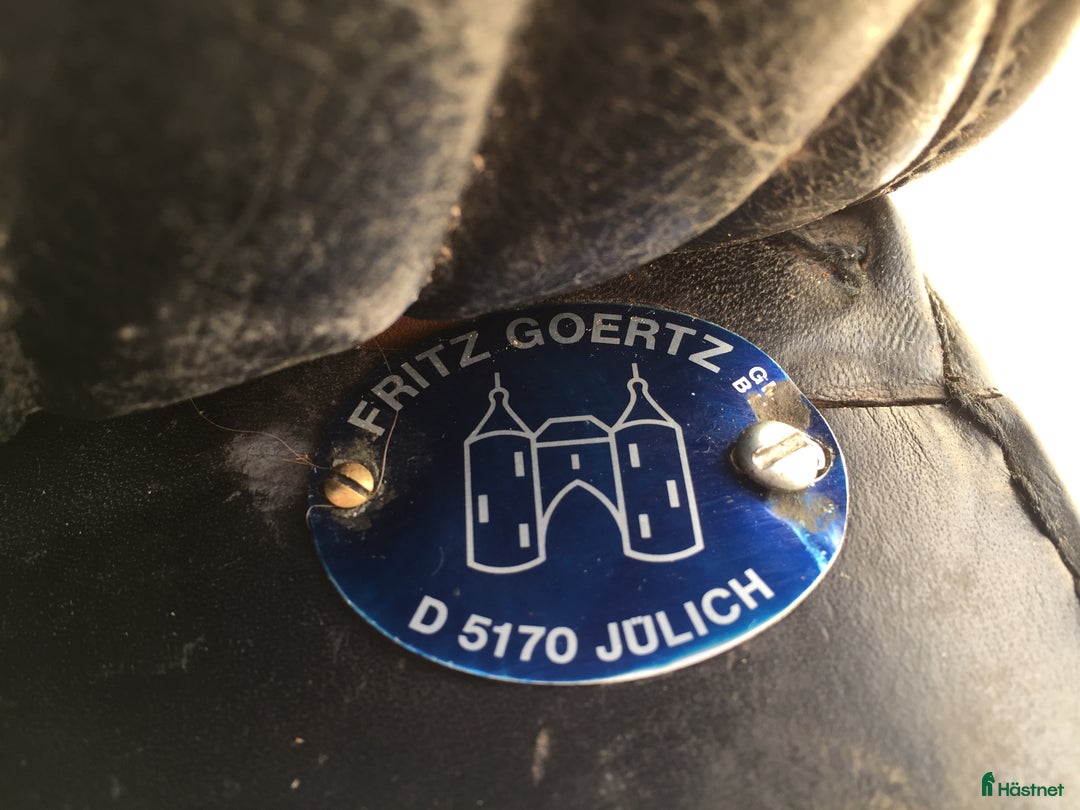 FRITZ GOERTZ
D 5170 JÜLICH
Hästnet